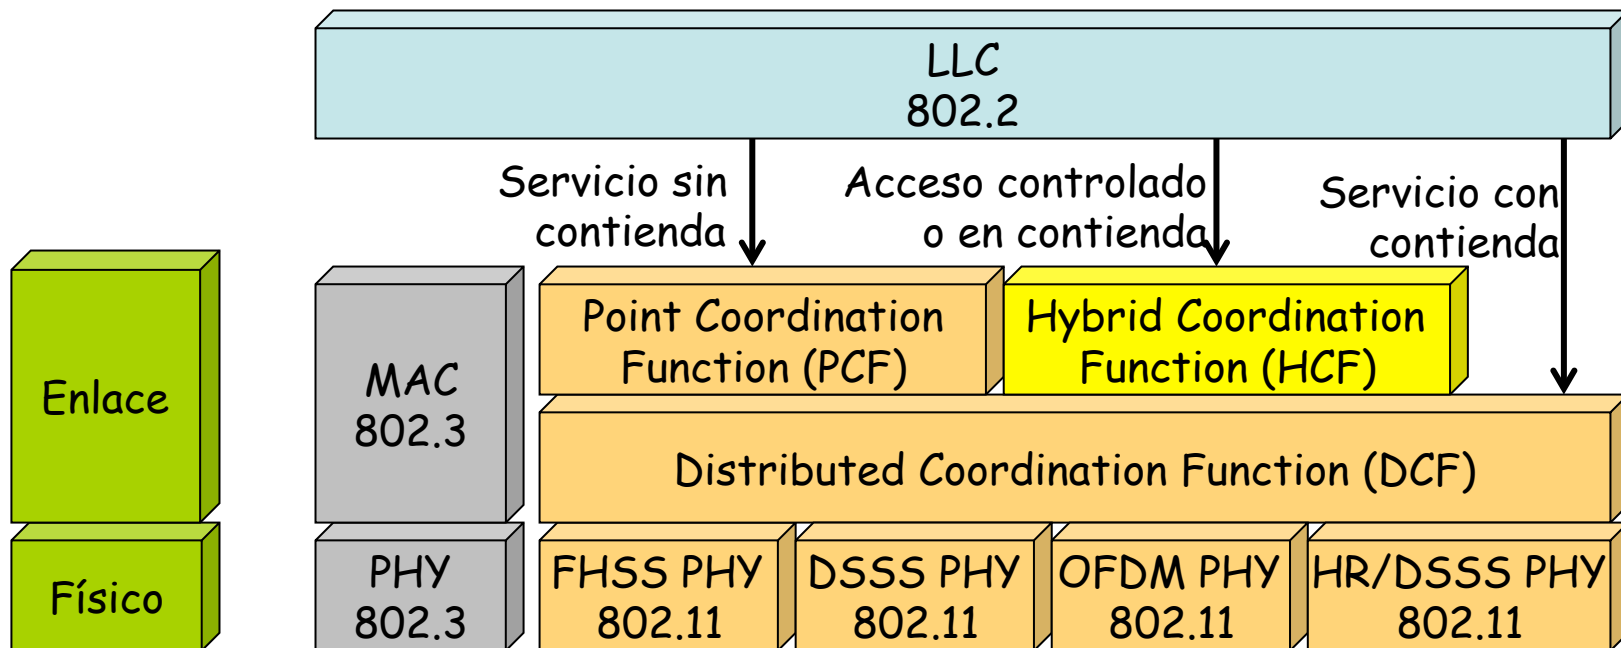 LLC
802.2
Servicio sin
contienda
Acceso controlado
o en contienda
Servicio con
contienda
Enlace
MAC
802.3
Point Coordination
Function (PCF)
Hybrid Coordination
Function (HCF)
Distributed Coordination Function (DCF)
Físico
PHY
802.3
FHSS PHY
802.11
DSSS PHY
802.11
OFDM PHY
802.11
HR/DSSS PHY
802.11